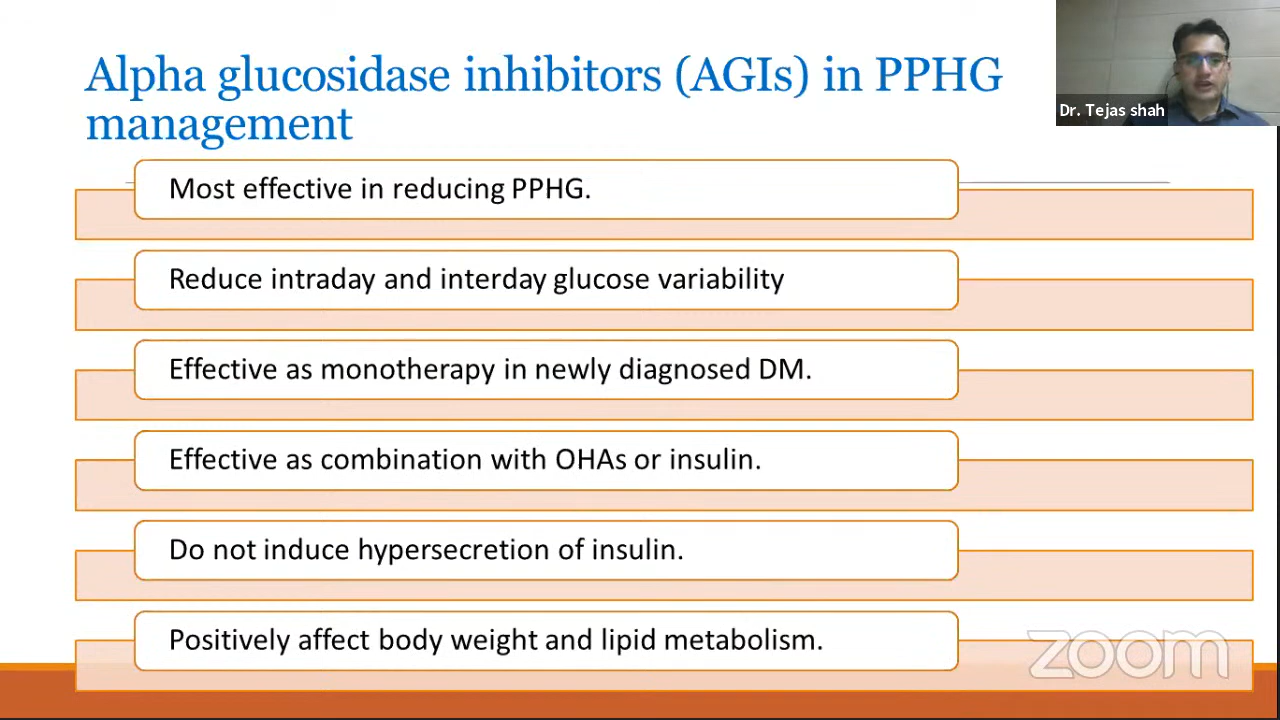 Alpha glucosidase inhibitors (AGIs) in PPHG
management
Dr. Tejas shah
Most effective in reducing PPHG.
Reduce intraday and interday glucose variability
Effective as monotherapy in newly diagnosed DM.
Effective as combination with OHAs or insulin.
Do not induce hypersecretion of insulin.
Positively affect body weight and lipid metabolism.
zoom